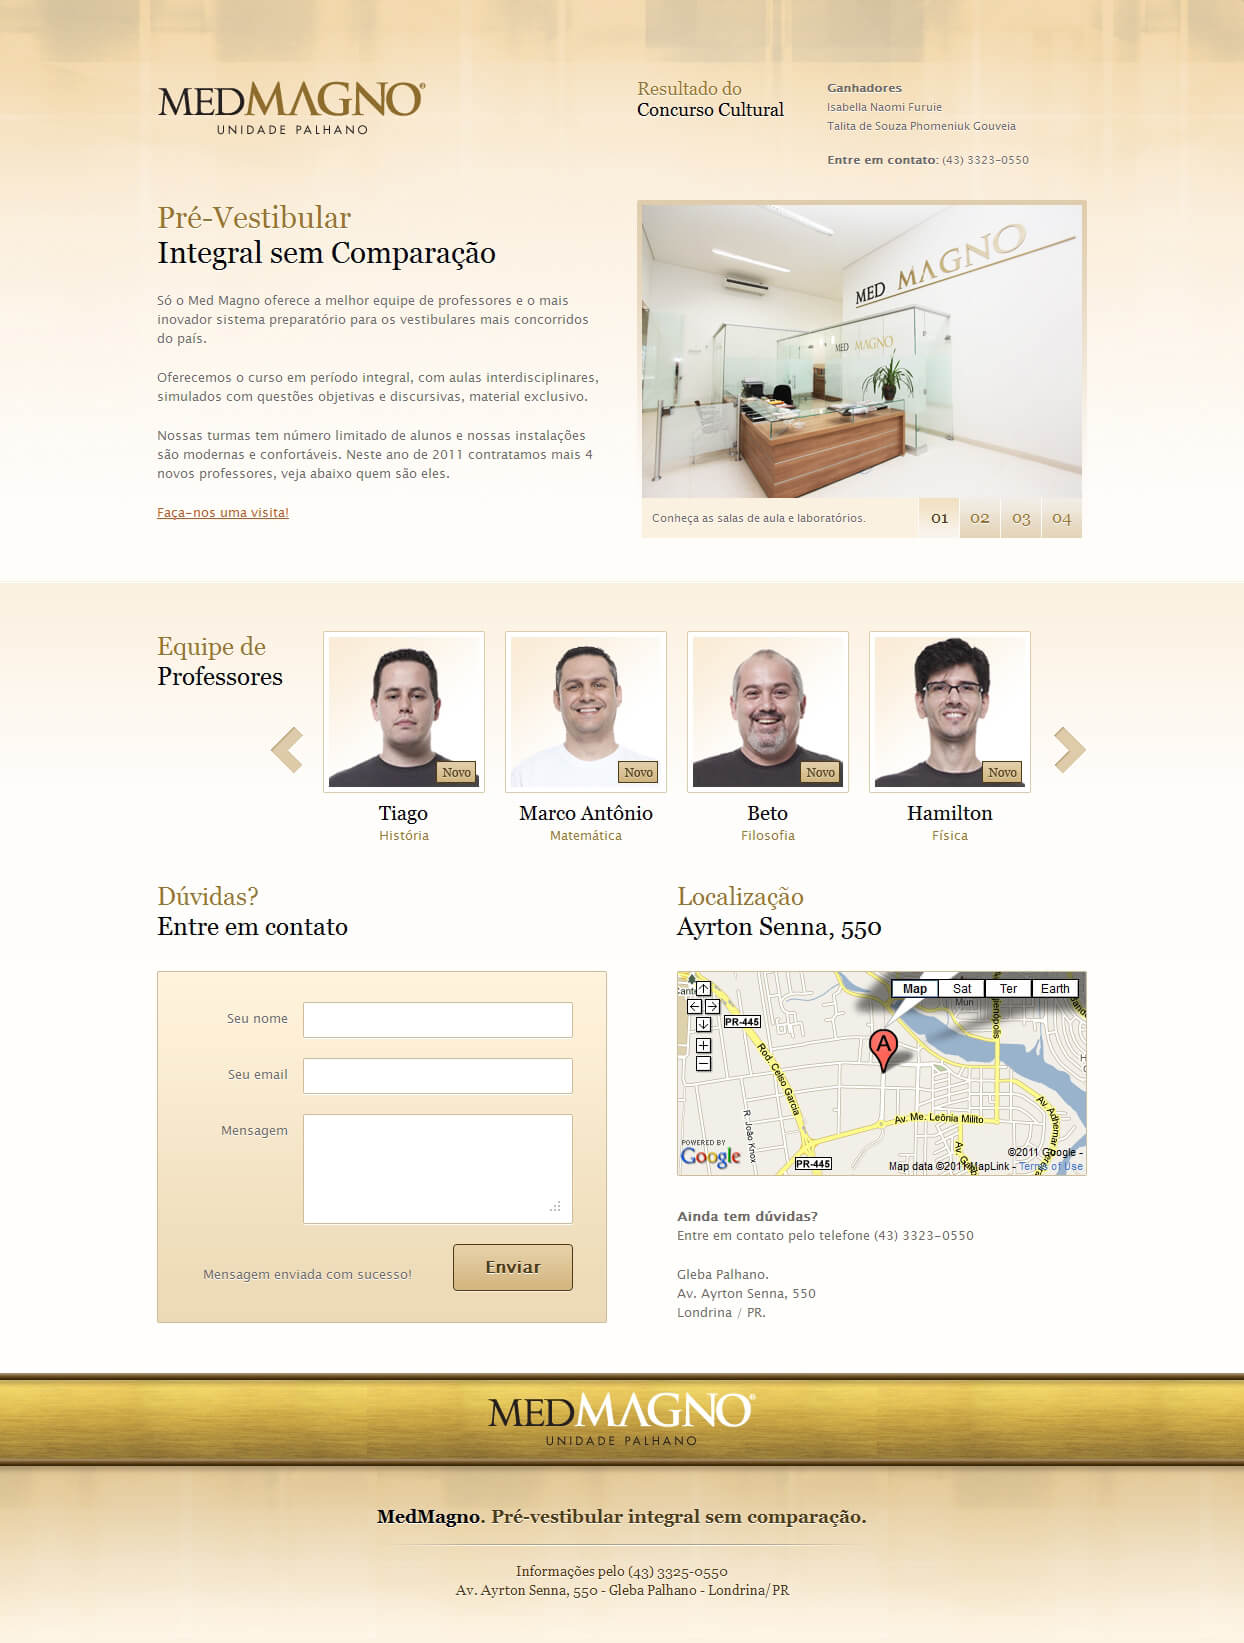 MEDMAGNO®
UNIDADE PALHANO
Resultado do
Concurso Cultural
Ganhadores
Isabella Naomi Furuie
Talita de Souza Phomeniuk Gouveia
Entre em contato: (43) 3323-0550
Pré-Vestibular
Integral sem Comparação
Só o Med Magno oferece a melhor equipe de professores e o mais
inovador sistema preparatório para os vestibulares mais concorridos
do país.
Oferecemos o curso em período integral, com aulas interdisciplinares,
simulados com questões objetivas e discursivas, material exclusivo.
Nossas turmas tem número limitado de alunos e nossas instalações
são modernas e confortáveis. Neste ano de 2011 contratamos mais 4
novos professores, veja abaixo quem são eles.
Faça-nos uma visita!
MED MAGNO
MED MAGNO
Conheça as salas de aula e laboratórios.
01 02 03 04
Equipe de
Professores
Novo Novo Novo Novo
Tiago Marco Antônio Beto Hamilton
História Matemática Filosofia Física
Dúvidas?
Entre em contato
Seu nome
Seu email
Mensagem
Mensagem enviada com sucesso!
Enviar
Localização
Ayrton Senna, 550
Map Sat Ter Earth
Mun
PR-445
Rod. Celso Garcia
A
R. João Knox
Av. Me. Leônia Milito
Av. Adhemar
PR-445
POWERED BY
Google
©2011 Google -
Map data ©2011 MapLink - Terms of Use
Ainda tem dúvidas?
Entre em contato pelo telefone (43) 3323-0550
Gleba Palhano.
Av. Ayrton Senna, 550
Londrina / PR.
MEDMAGNO®
UNIDADE PALHANO
MedMagno. Pré-vestibular integral sem comparação.
Informações pelo (43) 3325-0550
Av. Ayrton Senna, 550 - Gleba Palhano - Londrina/PR